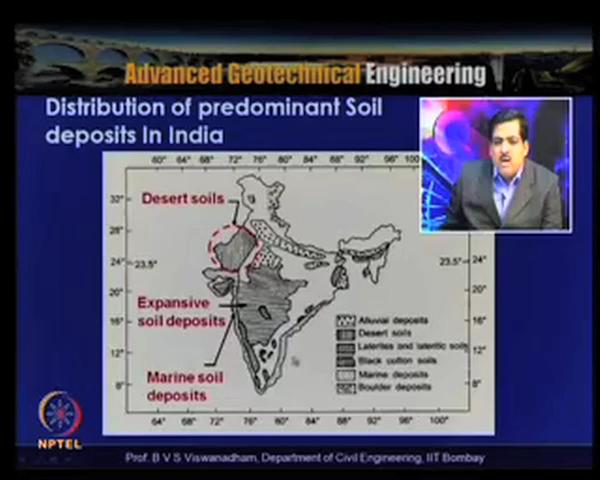 Advanced Geotechnical Engineering
Distribution of predominant Soil
deposits In India
60° 64° 68° 72° 76° 80° 84° 88° 92° 96° 100
Desert soils
32°
28°
28°
24°
23.5°
23.5°
24°
20°
20°
Expansive
soil deposits
16°
16°
12°
12°
8°
8°
Marine soil
deposits
Alluvial deposits
Desert soils
Laterites and lateritic soils
Black cotton soils
Marine deposits
Boulder deposits
64° 68° 72° 76° 80° 84° 88° 92° 96° 100°
NPTEL
Prof. B V S Viswanadham, Department of Civil Engineering, IIT Bombay